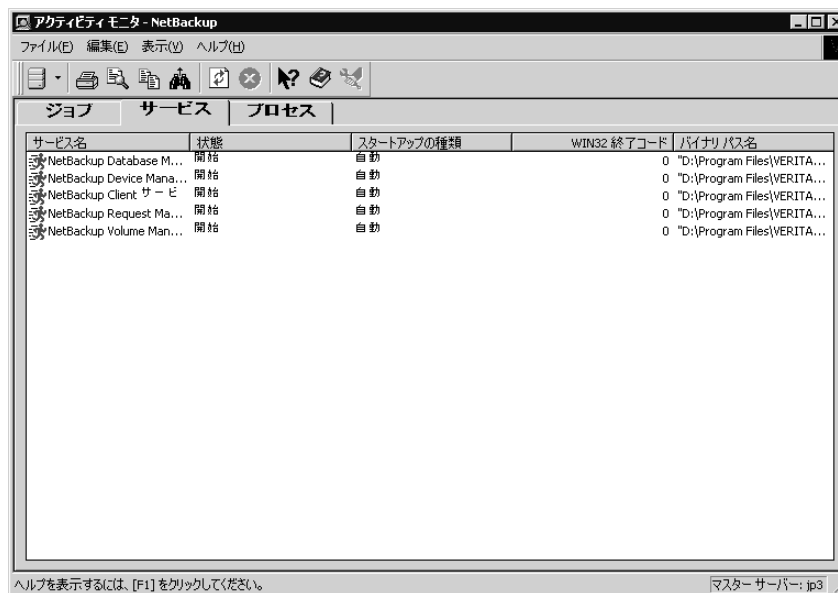 アクティビティ モニタ - NetBackup
ファイル(F) 編集(E) 表示(V) ヘルプ(H)
ジョブ サービス プロセス
サービス名 状態 スタートアップの種類 WIN32 終了コード バイナリ パス名
NetBackup Database M... 開始 自動 0 "D:\Program Files\VERITA...
NetBackup Device Mana... 開始 自動 0 "D:\Program Files\VERITA...
NetBackup Client サービ 開始 自動 0 "D:\Program Files\VERITA...
NetBackup Request Ma... 開始 自動 0 "D:\Program Files\VERITA...
NetBackup Volume Man... 開始 自動 0 "D:\Program Files\VERITA...
ヘルプを表示するには、[F1] をクリックしてください。 マスター サーバー: jp3